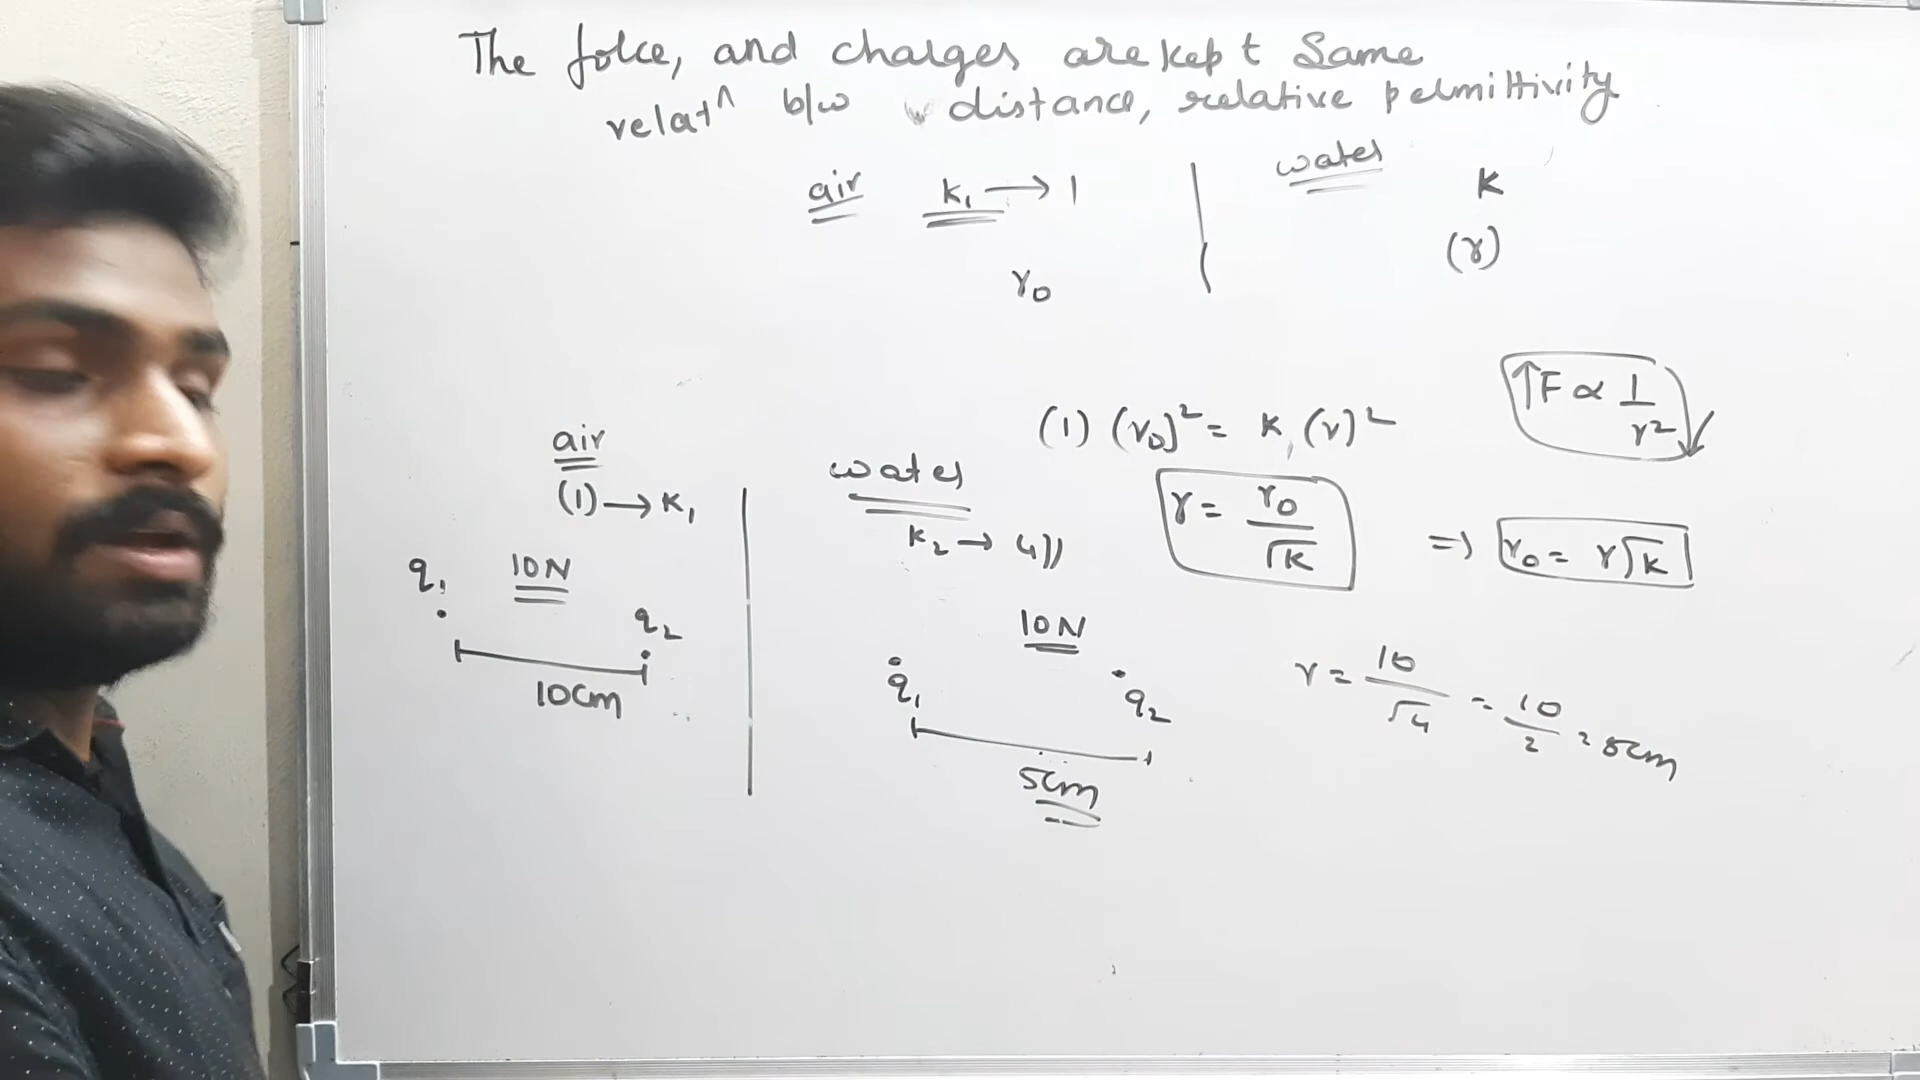 The force, and charges are kept same
relatⁿ b/w distance, relative permittivity
air k₁ → 1
r₀
water K
(r)
↑F ∝ 1/r² ↓
(1) (r₀)² = K (r)²
r = r₀/√K ⇒ r₀ = r√K
air
(1) → K₁
q₁ 10N q₂
10cm
water
K₂ → 4))
10N
q₁ q₂
5cm
r = 10/√4 = 10/2 = 5cm